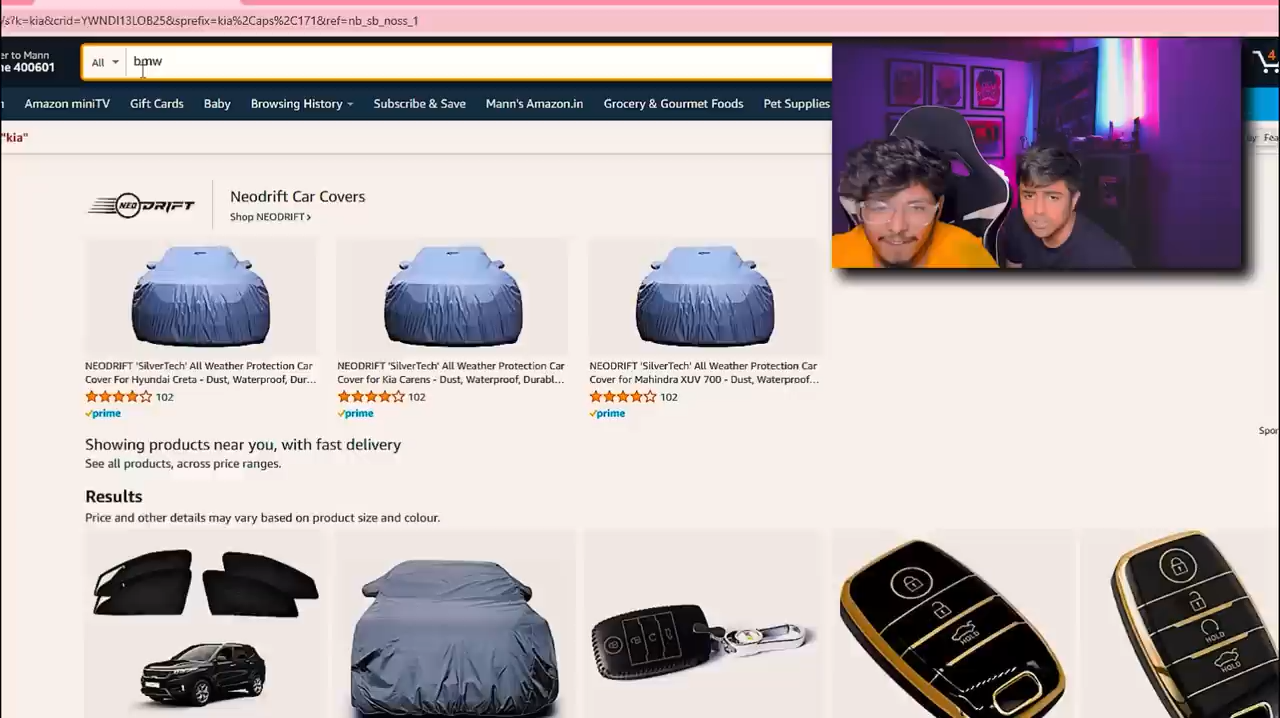 /s?k=kia&crid=YWNDI13LOB25&sprefix=kia%2Caps%2C171&ref=nb_sb_noss_1
er to Mann
e 400601
All
bmw
4
Amazon miniTV Gift Cards Baby Browsing History Subscribe & Save Mann's Amazon.in Grocery & Gourmet Foods Pet Supplies
"kia"
NEODRIFT
Neodrift Car Covers
Shop NEODRIFT ›
NEODRIFT 'SilverTech' All Weather Protection Car
Cover For Hyundai Creta - Dust, Waterproof, Dur...
102
prime
NEODRIFT 'SilverTech' All Weather Protection Car
Cover for Kia Carens - Dust, Waterproof, Durabl...
102
prime
NEODRIFT 'SilverTech' All Weather Protection Car
Cover for Mahindra XUV 700 - Dust, Waterproof...
102
prime
Spor
Showing products near you, with fast delivery
See all products, across price ranges.
Results
Price and other details may vary based on product size and colour.
HOLD
HOLD